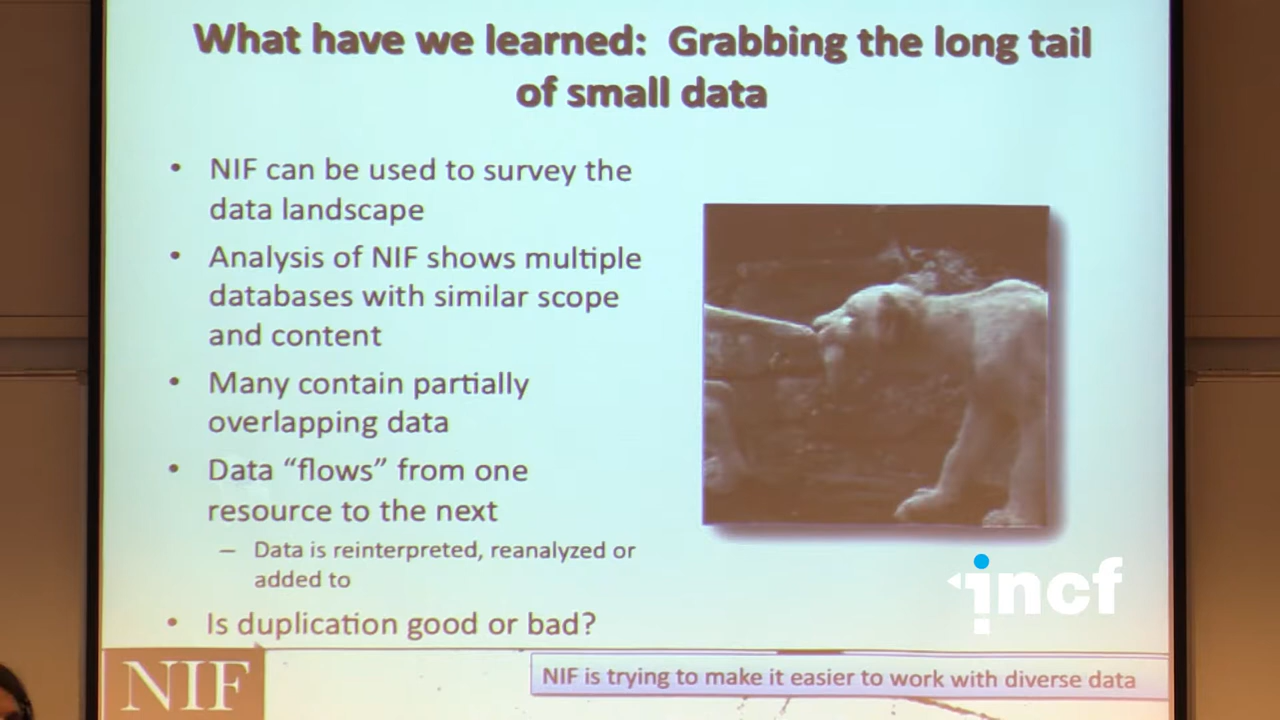 What have we learned: Grabbing the long tail
of small data
• NIF can be used to survey the
data landscape
• Analysis of NIF shows multiple
databases with similar scope
and content
• Many contain partially
overlapping data
• Data “flows” from one
resource to the next
– Data is reinterpreted, reanalyzed or
added to
• Is duplication good or bad?
incf
NIF
NIF is trying to make it easier to work with diverse data